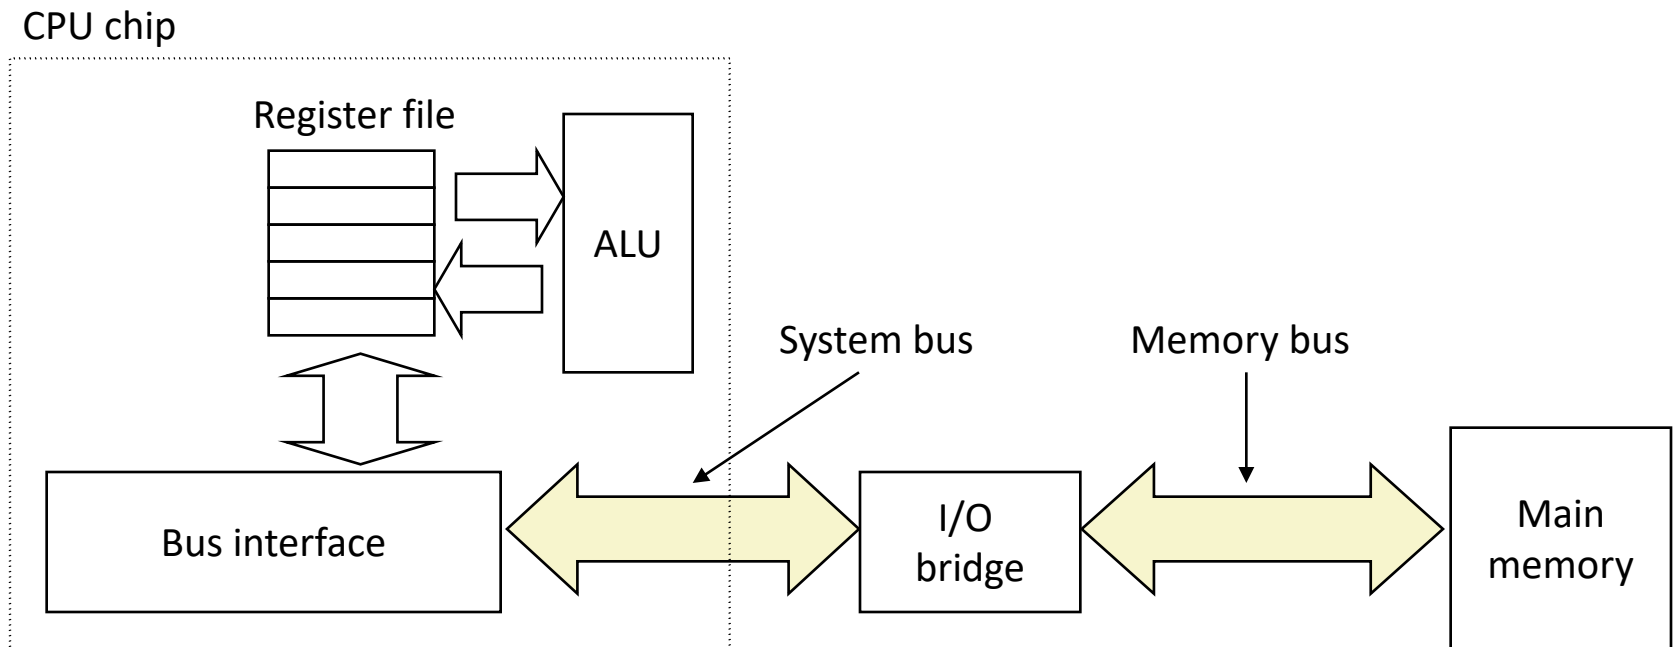 CPU chip
Register file
ALU
System bus
Memory bus
Bus interface
I/O
bridge
Main
memory